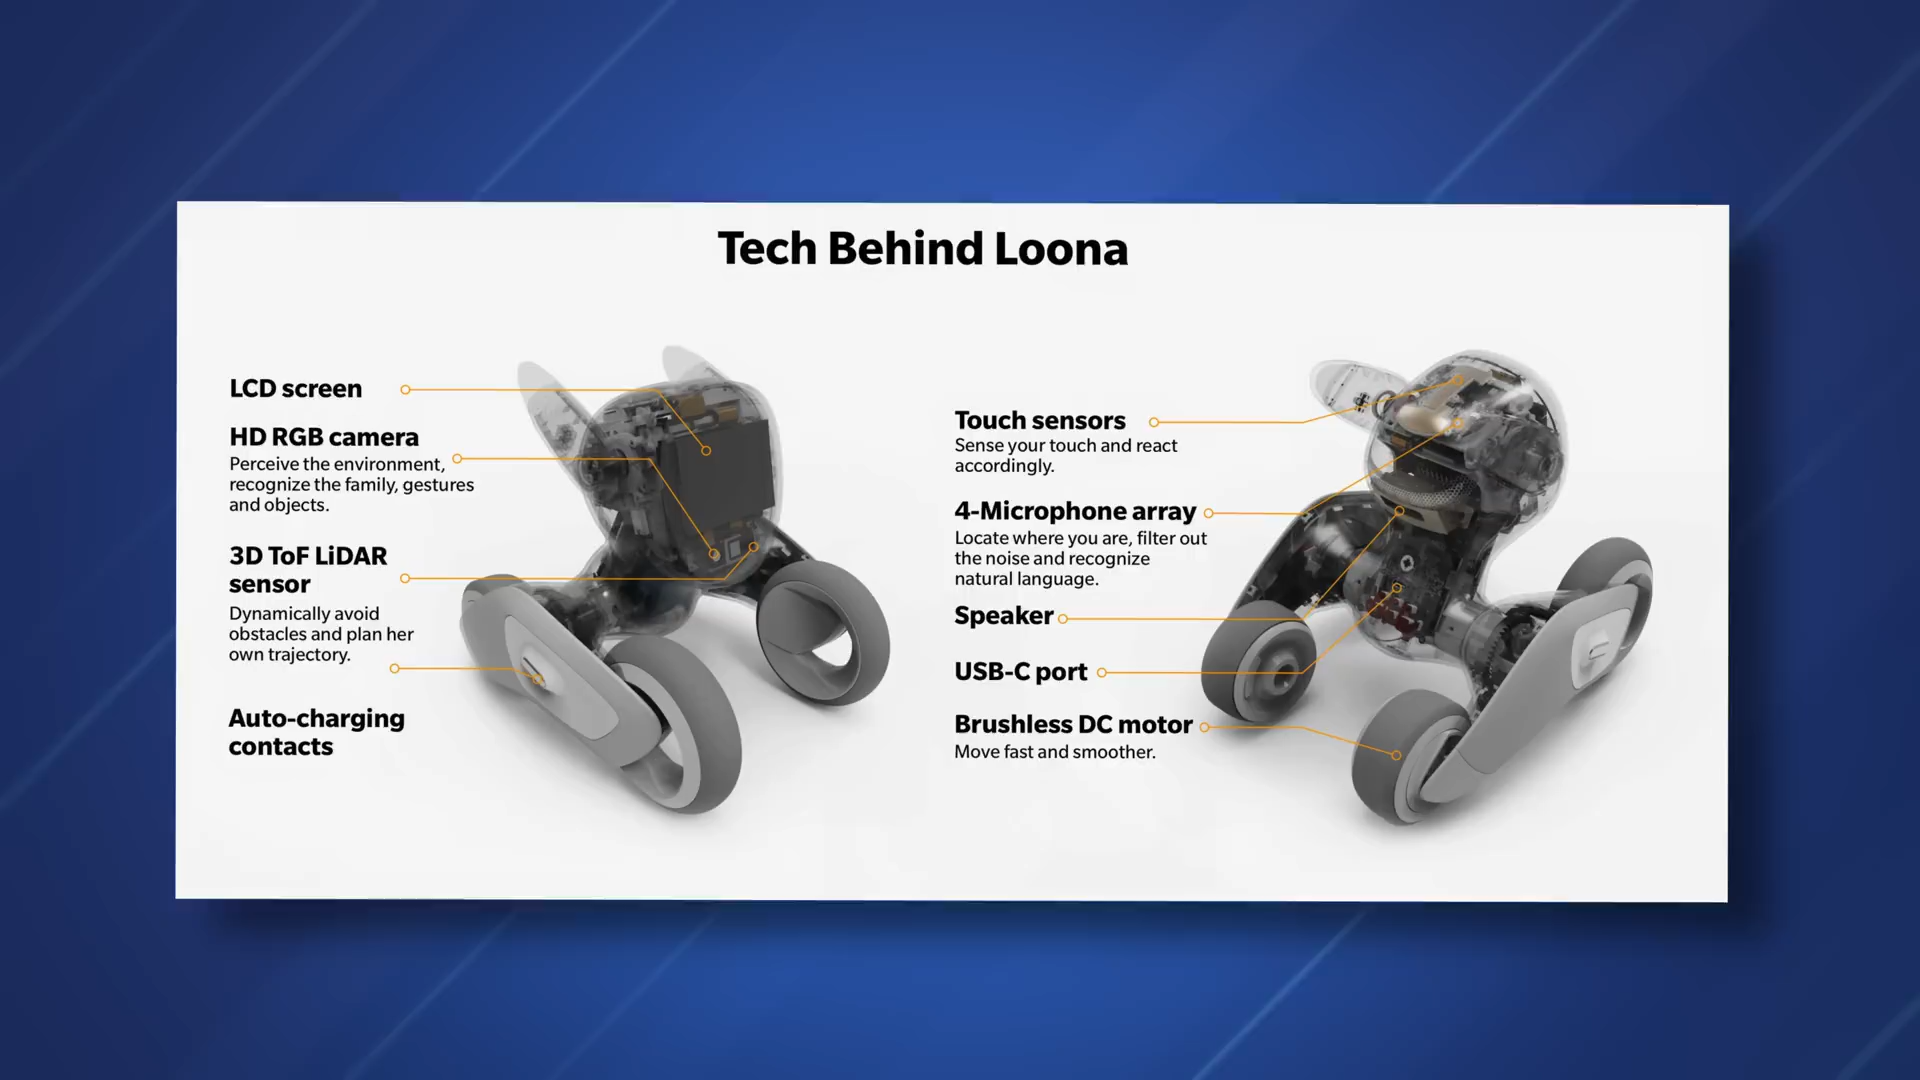 Tech Behind Loona
LCD screen
HD RGB camera
Perceive the environment,
recognize the family, gestures
and objects.
3D ToF LiDAR
sensor
Dynamically avoid
obstacles and plan her
own trajectory.
Auto-charging
contacts
Touch sensors
Sense your touch and react
accordingly.
4-Microphone array
Locate where you are, filter out
the noise and recognize
natural language.
Speaker
USB-C port
Brushless DC motor
Move fast and smoother.